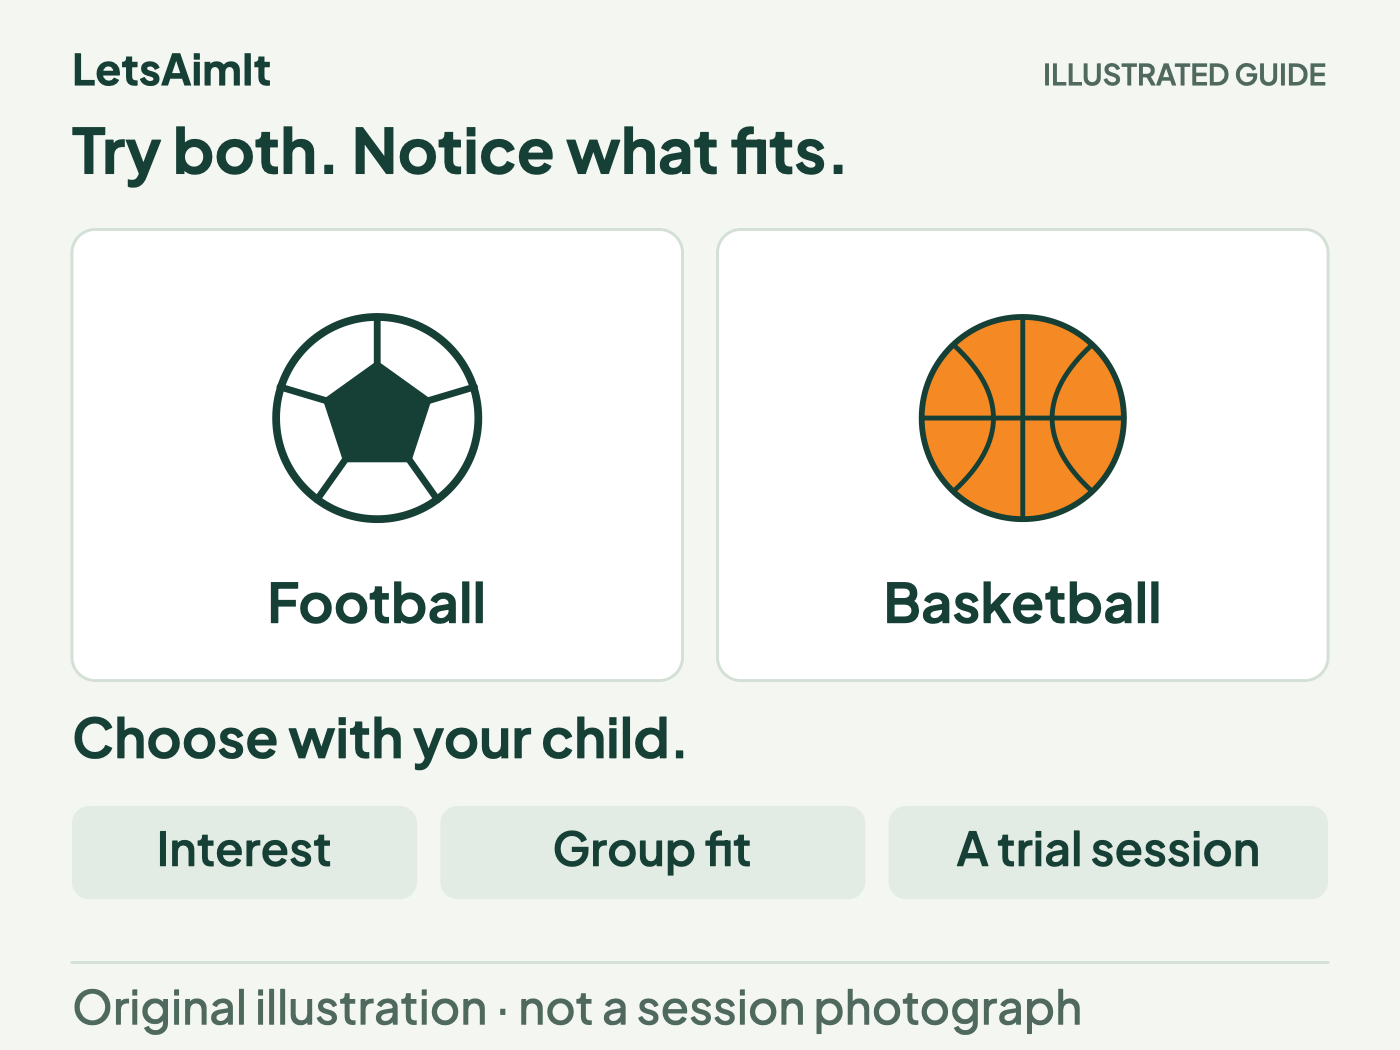 LetsAimIt
ILLUSTRATED GUIDE
Try both. Notice what fits.
Football
Basketball
Choose with your child.
Interest
Group fit
A trial session
Original illustration · not a session photograph